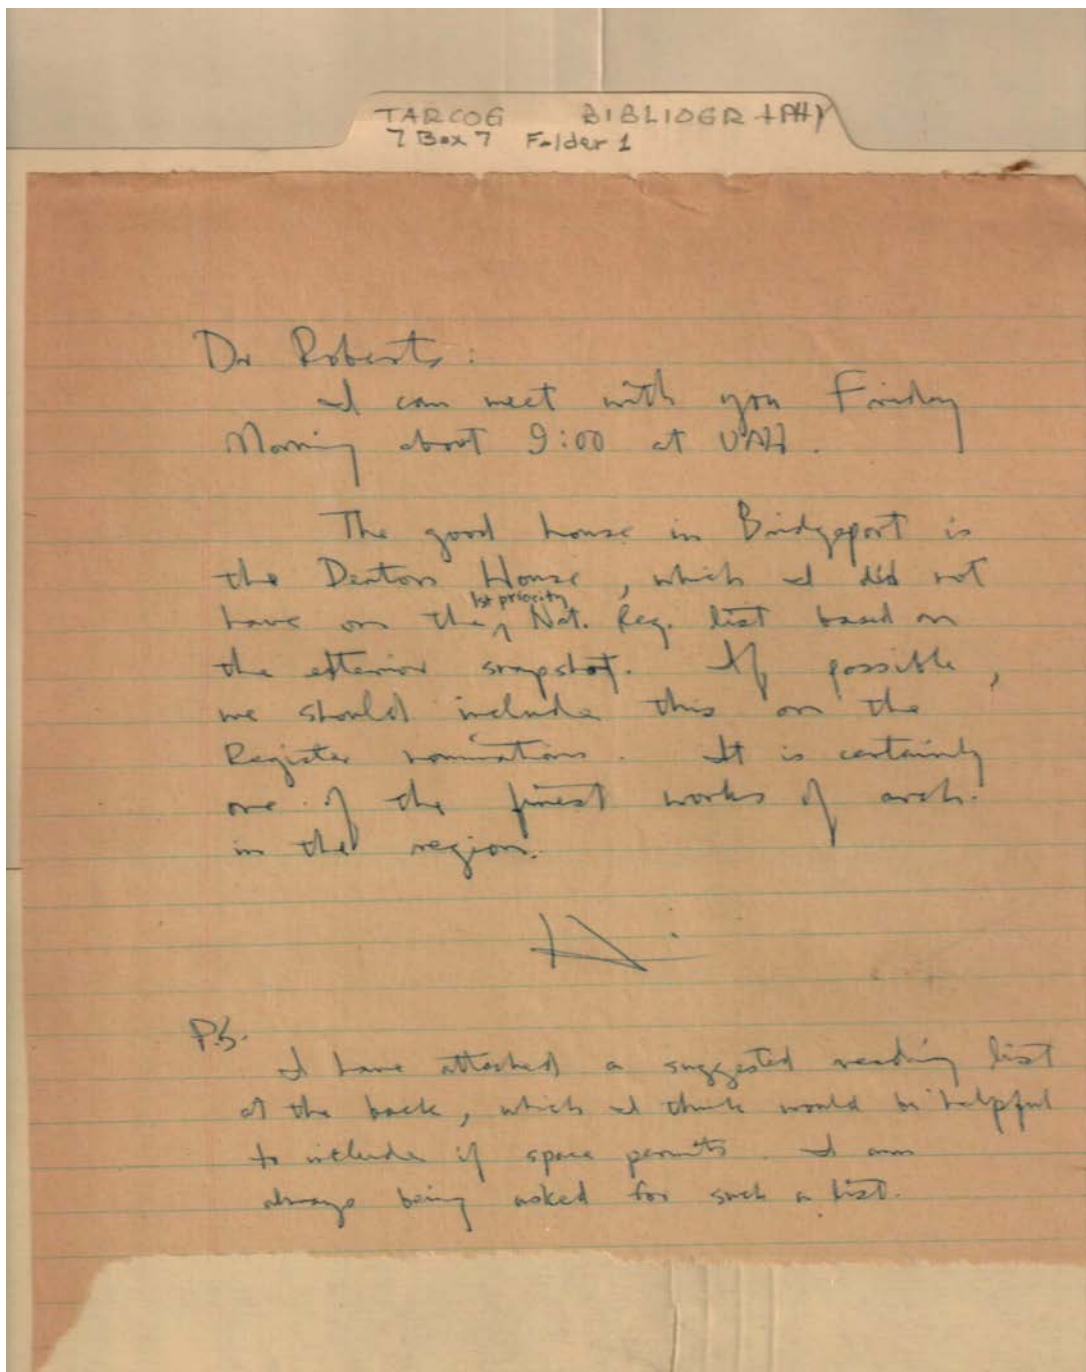 TARCOG BIBLIOGRAPHY
7 Box 7 Folder 1
Dr Roberts:
I can meet with you Friday
Morning about 9:00 at UAH.
The good house in Bridgeport is
the Denton House, which I did not
1st priority
have on the ^ Nat. Reg. list based on
the exterior snapshot. If possible,
we should include this on the
Register nomination. It is certainly
one of the finest works of arch.
in the region.
P.S.
I have attached a suggested reading list
at the back, which I think would be helpful
to include if space permits. I am
always being asked for such a list.